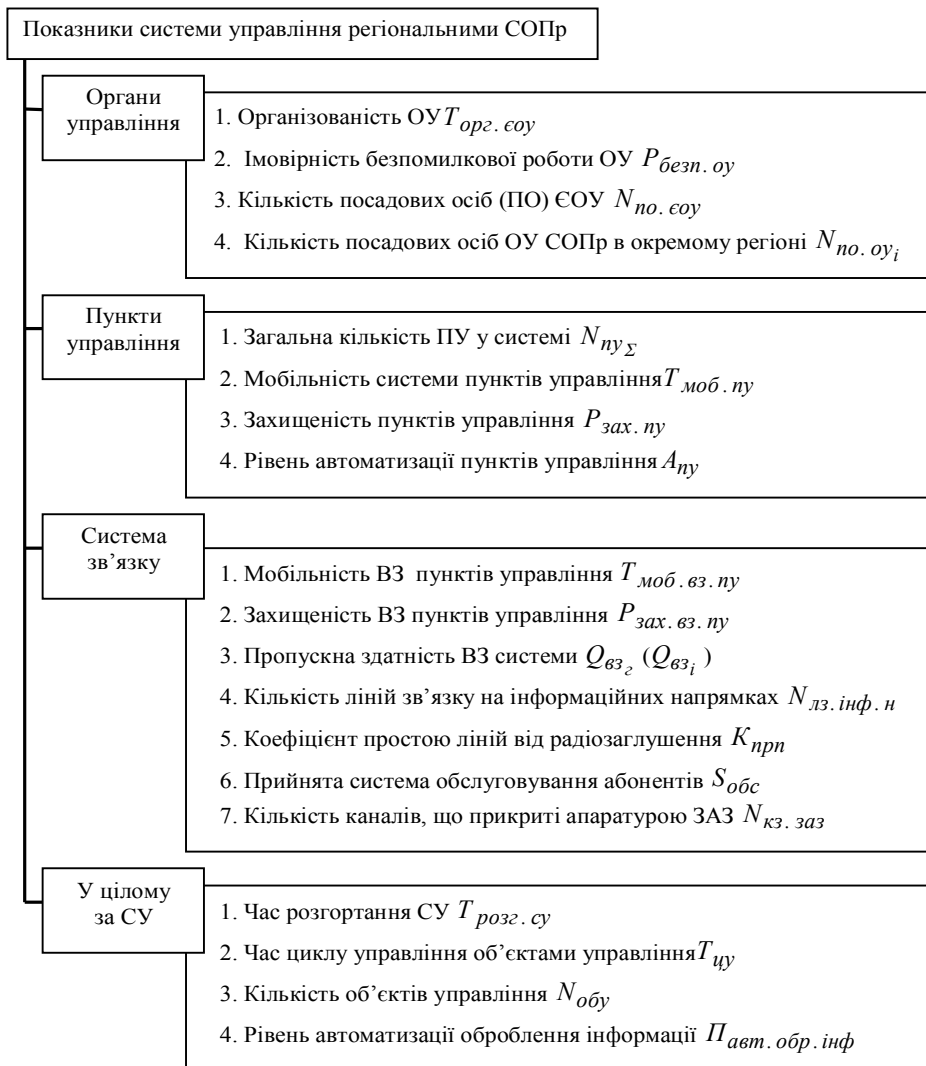 Показники системи управління регіональними СОПр
Органи
управління
1. Організованість ОУ T орг. єоу
2. Імовірність безпомилкової роботи ОУ P безп. оу
3. Кількість посадових осіб (ПО) ЄОУ N по. єоу
4. Кількість посадових осіб ОУ СОПр в окремому регіоні N по. оу i
Пункти
управління
1. Загальна кількість ПУ у системі N пу Σ
2. Мобільність системи пунктів управління T моб. пу
3. Захищеність пунктів управління P зах. пу
4. Рівень автоматизації пунктів управління A пу
Система
зв’язку
1. Мобільність ВЗ пунктів управління T моб. вз. пу
2. Захищеність ВЗ пунктів управління P зах. вз. пу
3. Пропускна здатність ВЗ системи Q вз г (Q вз i )
4. Кількість ліній зв’язку на інформаційних напрямках N лз. інф. н
5. Коефіцієнт простою ліній від радіозаглушення К прп
6. Прийнята система обслуговування абонентів S обс
7. Кількість каналів, що прикриті апаратурою ЗАЗ N кз. заз
У цілому
за СУ
1. Час розгортання СУ T розг. су
2. Час циклу управління об’єктами управління T цу
3. Кількість об’єктів управління N обу
4. Рівень автоматизації оброблення інформації П авт. обр. інф